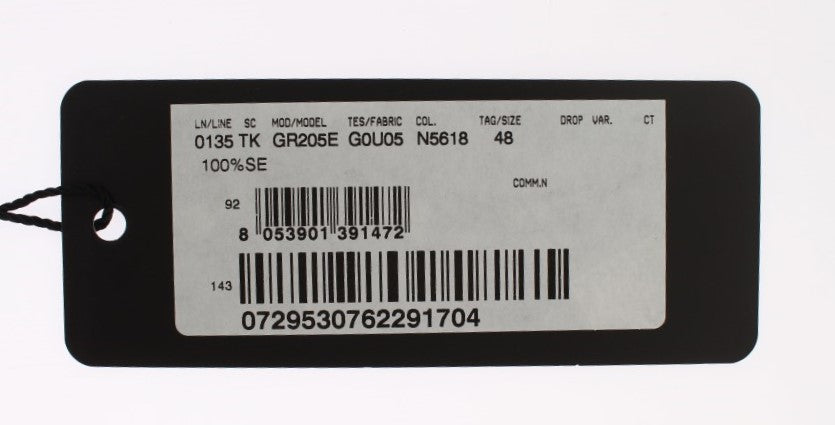 LN/LINE SC MOD/MODEL TES/FABRIC COL. TAG/SIZE DROP VAR. CT
0135 TK GR205E G0U05 N5618 48
100%SE
COMM.N
92
8 053901 391472
143
0729530762291704